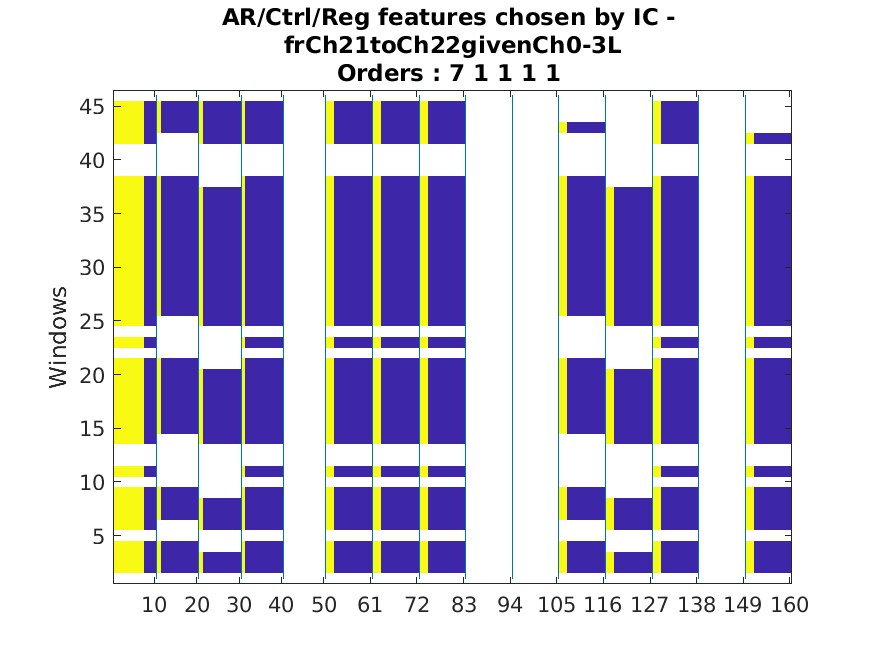 AR/Ctrl/Reg features chosen by IC -
frCh21toCh22givenCh0-3L
Orders : 7 1 1 1 1
45
40
35
30
25
20
15
10
5
Windows
10 20 30 40 50 61 72 83 94 105 116 127 138 149 160